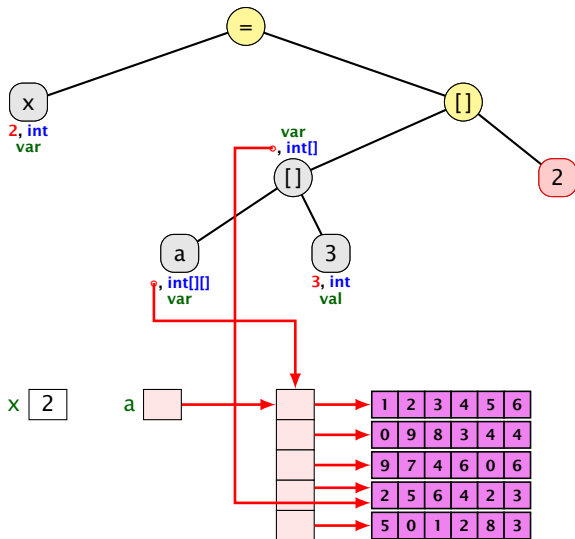 =
x
[]
2, int
var
var
, int[]
[]
2
a
3
, int[][]
var
3, int
val
x 2 a
1 2 3 4 5 6
0 9 8 3 4 4
9 7 4 6 0 6
2 5 6 4 2 3
5 0 1 2 8 3